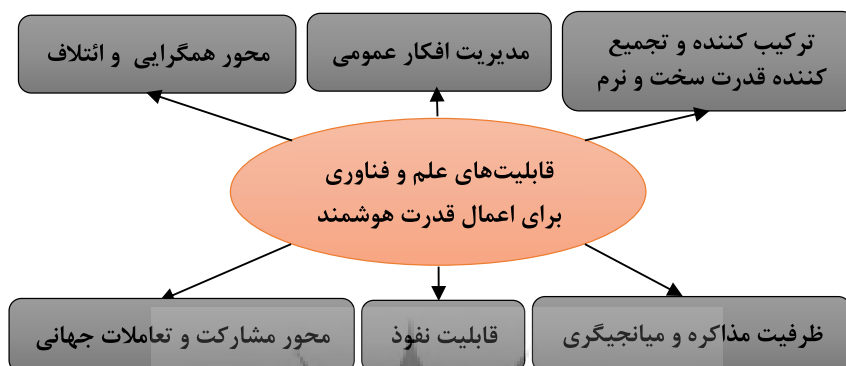 ترکیب کننده و تجمیع
کننده قدرت سخت و نرم
مدیریت افکار عمومی
محور همگرایی و ائتلاف
قابلیت‌های علم و فناوری
برای اعمال قدرت هوشمند
ظرفیت مذاکره و میانجیگری
قابلیت نفوذ
محور مشارکت و تعاملات جهانی